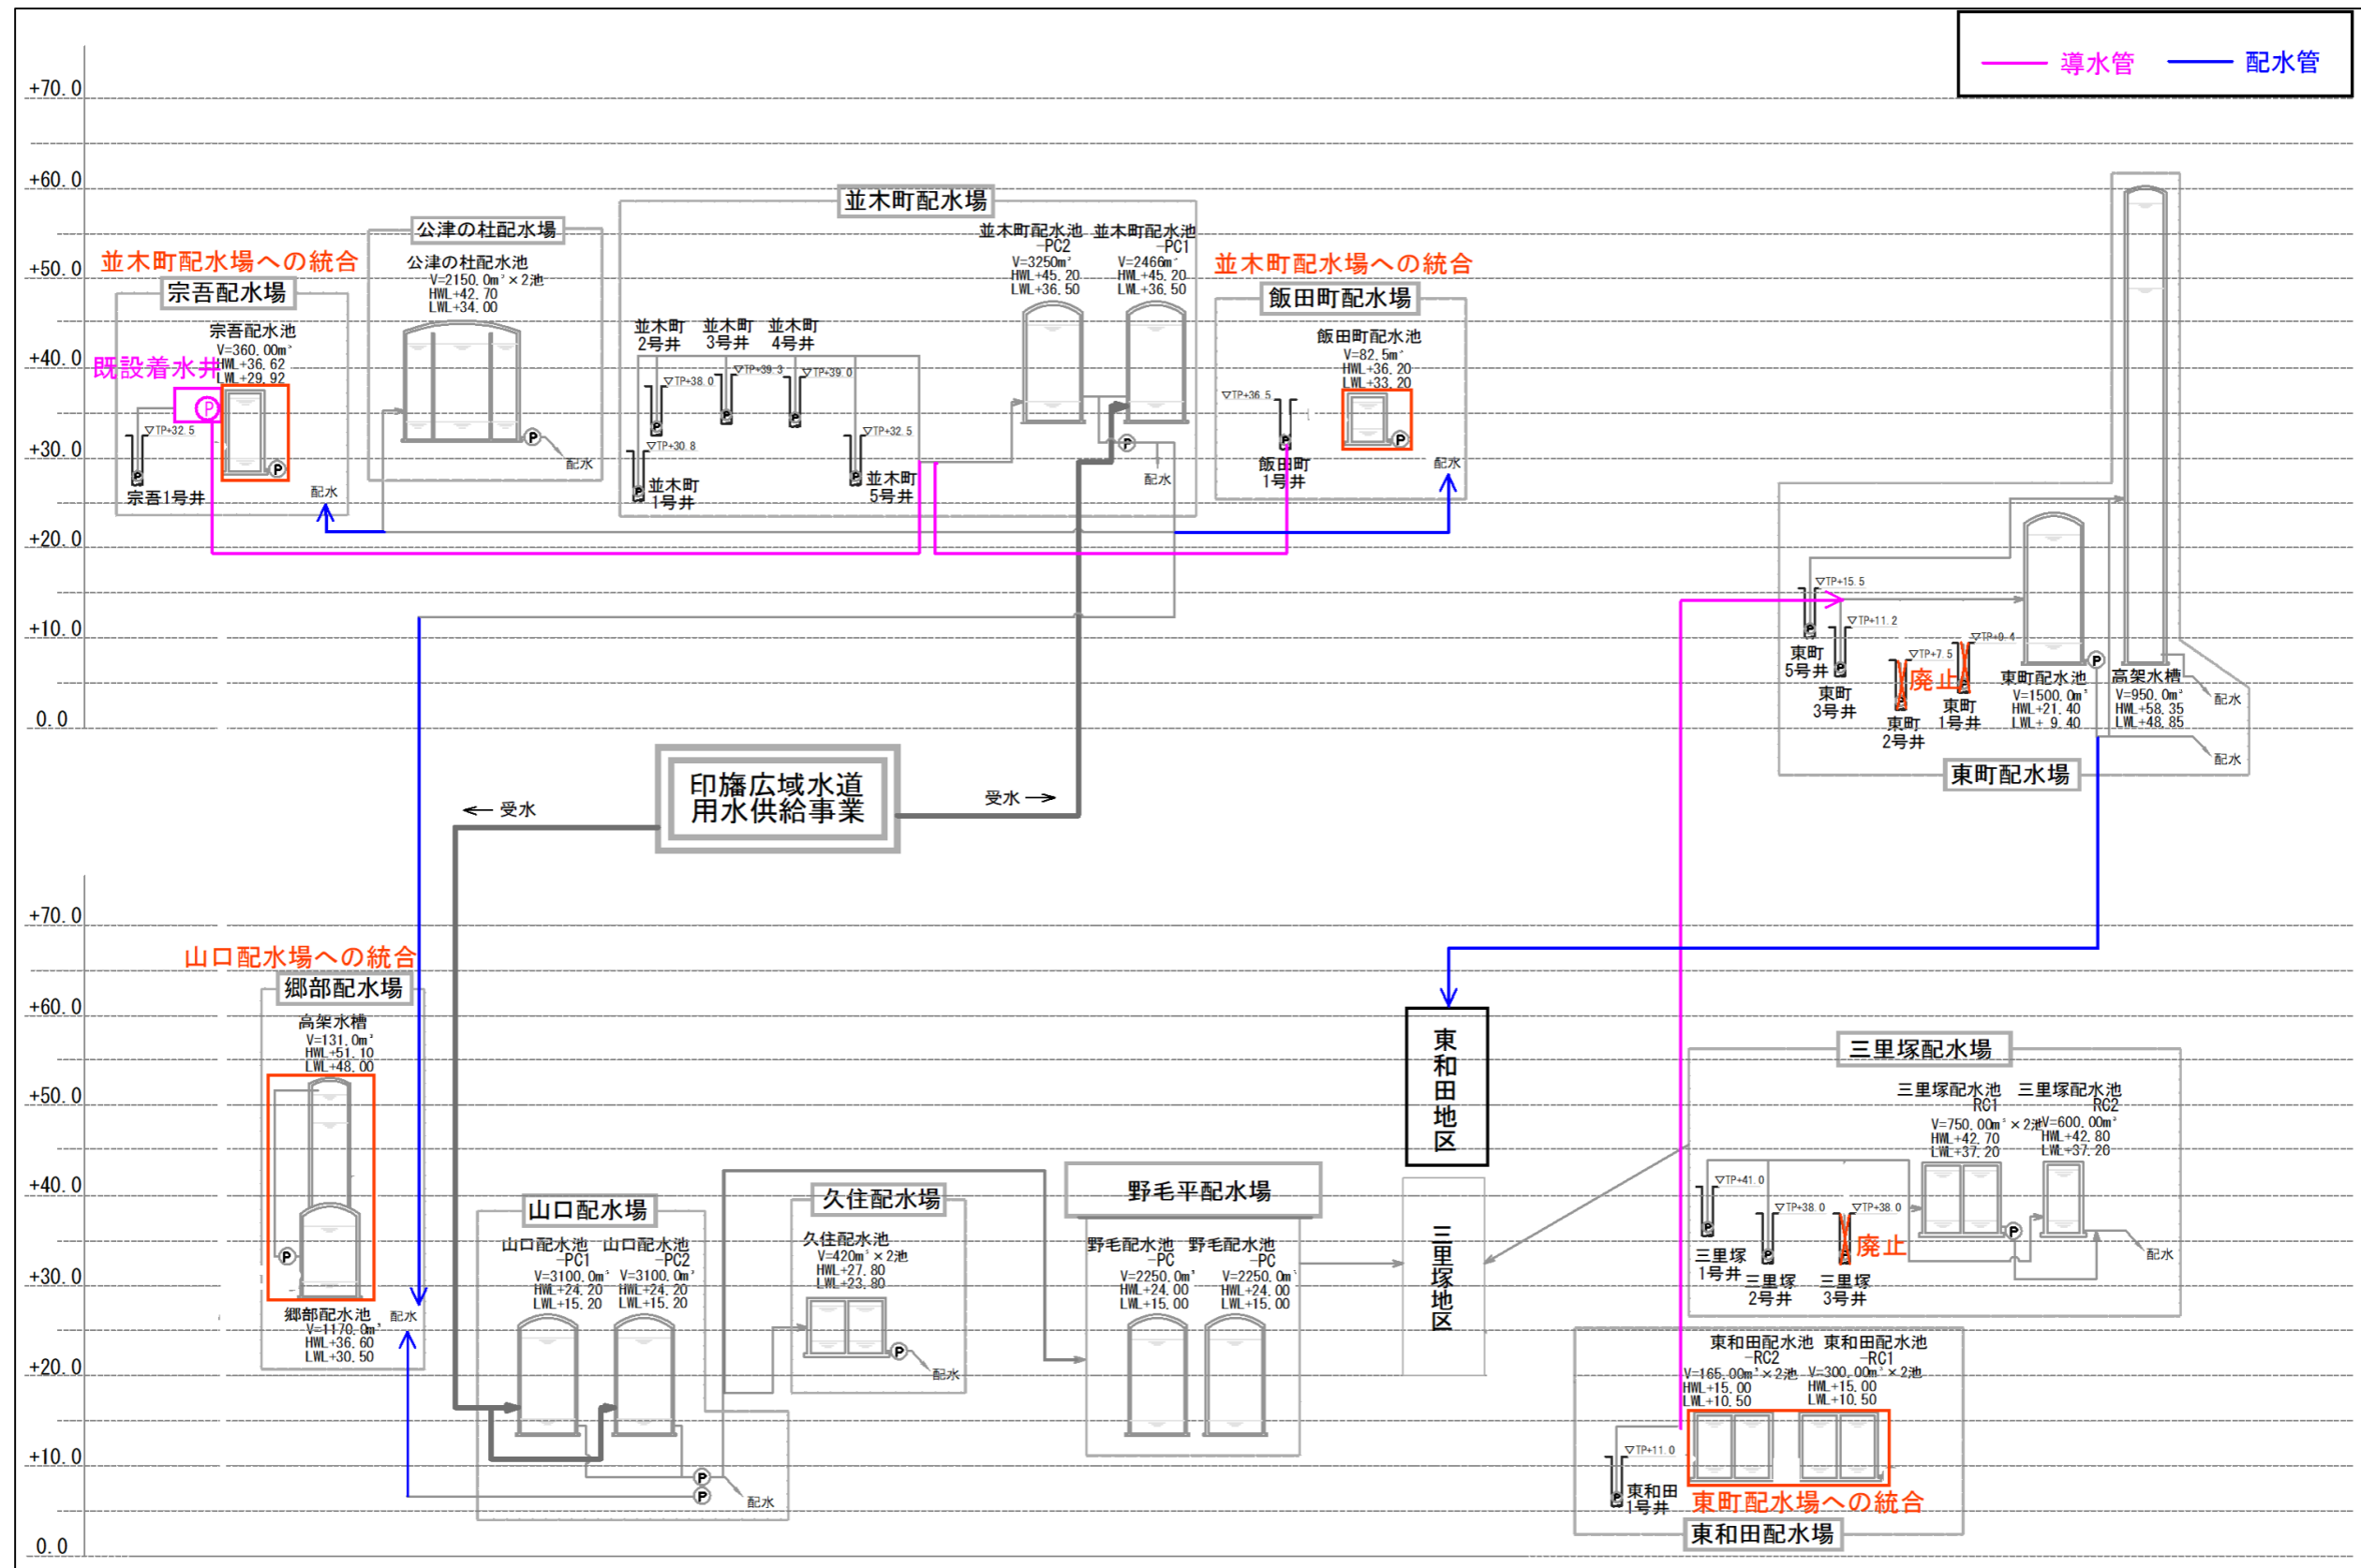 導水管
配水管
+70.0
+60.0
+50.0
+40.0
+30.0
+20.0
+10.0
0.0
並木町配水場への統合
宗吾配水場
宗吾配水池
V=360.00m³
HWL+36.62
LWL+29.92
既設着水井
P
P
▽TP+32.5
P
宗吾1号井
配水
公津の杜配水場
公津の杜配水池
V=2150.0m³×2池
HWL+42.70
LWL+34.00
P
配水
並木町配水場
並木町
2号井
並木町
3号井
並木町
4号井
▽TP+38.0
▽TP+39.3
▽TP+39.0
P
P
P
▽TP+30.8
▽TP+32.5
P
P
並木町
1号井
並木町
5号井
並木町配水池
-PC2
V=3250m³
HWL+45.20
LWL+36.50
並木町配水池
-PC1
V=2466m³
HWL+45.20
LWL+36.50
P
配水
並木町配水場への統合
飯田町配水場
飯田町配水池
V=82.5m³
HWL+36.20
LWL+33.20
▽TP+36.5
P
P
飯田町
1号井
配水
▽TP+15.5
▽TP+11.2
▽TP+9.4
▽TP+7.5
P
P
P
P
東町
5号井
東町
3号井
廃止
東町
2号井
東町
1号井
東町配水池
V=1500.0m³
HWL+21.40
LWL+ 9.40
P
高架水槽
V=950.0m³
HWL+58.35
LWL+48.85
配水
配水
東町配水場
印旛広域水道
用水供給事業
← 受水
受水 →
+70.0
+60.0
+50.0
+40.0
+30.0
+20.0
+10.0
0.0
山口配水場への統合
郷部配水場
高架水槽
V=131.0m³
HWL+51.10
LWL+48.00
P
郷部配水池
V=1170.0m³
HWL+36.60
LWL+30.50
配水
山口配水場
山口配水池
-PC1
V=3100.0m³
HWL+24.20
LWL+15.20
山口配水池
-PC2
V=3100.0m³
HWL+24.20
LWL+15.20
P
P
配水
久住配水場
久住配水池
V=420m³×2池
HWL+27.80
LWL+23.80
P
配水
野毛平配水場
野毛配水池
-PC
V=2250.0m³
HWL+24.00
LWL+15.00
野毛配水池
-PC
V=2250.0m³
HWL+24.00
LWL+15.00
東和田地区
三里塚地区
三里塚配水場
三里塚配水池
RC1
V=750.00m³×2池
HWL+42.70
LWL+37.20
三里塚配水池
RC2
V=600.00m³
HWL+42.80
LWL+37.20
▽TP+41.0
▽TP+38.0
▽TP+38.0
P
P
P
P
廃止
三里塚
1号井
三里塚
2号井
三里塚
3号井
配水
東和田配水池
-RC2
V=165.00m³×2池
HWL+15.00
LWL+10.50
東和田配水池
-RC1
V=300.00m³×2池
HWL+15.00
LWL+10.50
▽TP+11.0
P
東和田
1号井
東町配水場への統合
東和田配水場